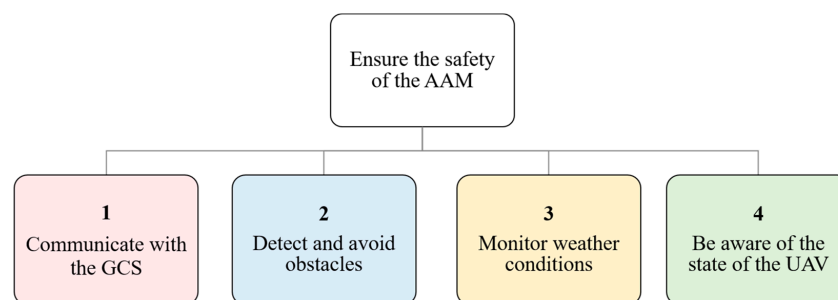 Ensure the safety
of the AAM
1
Communicate with
the GCS
2
Detect and avoid
obstacles
3
Monitor weather
conditions
4
Be aware of the
state of the UAV